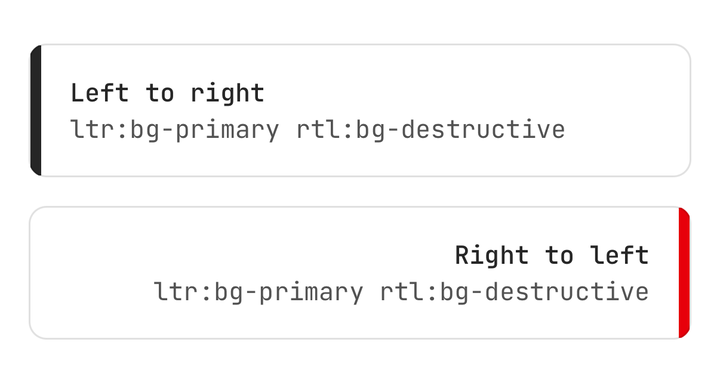 Left to right
ltr:bg-primary rtl:bg-destructive
Right to left
ltr:bg-primary rtl:bg-destructive